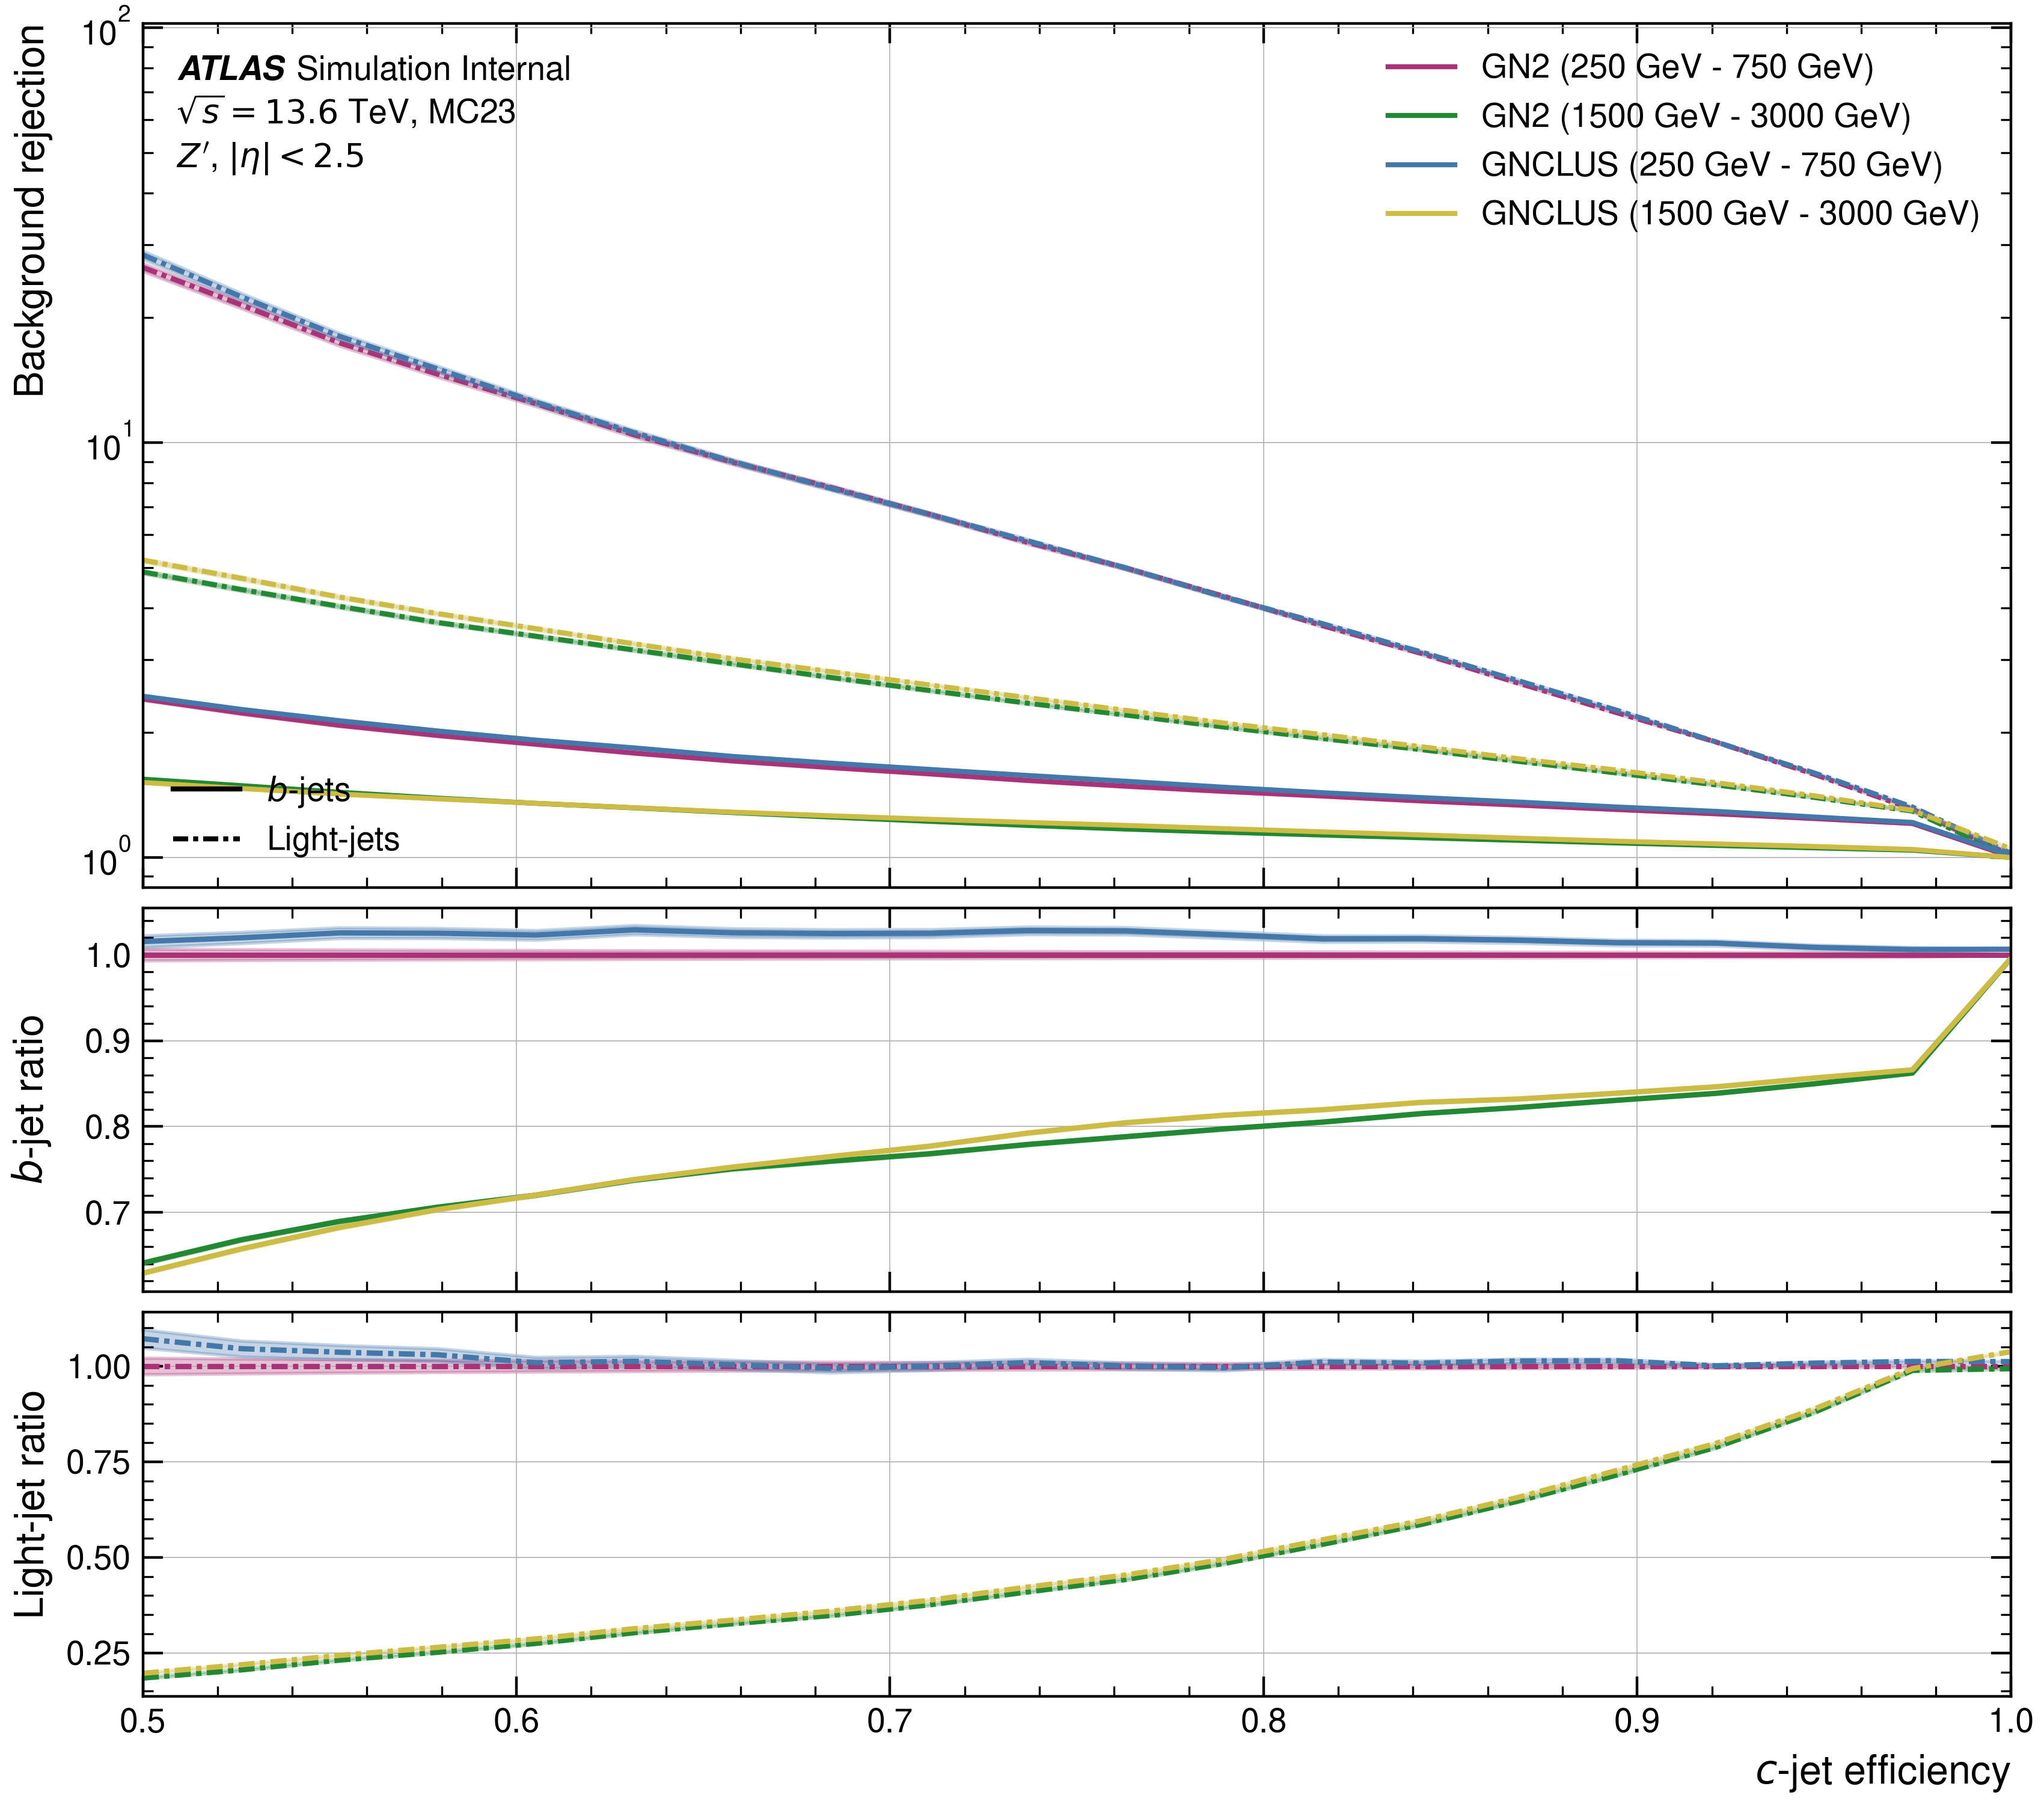 Background rejection
10²
10¹
10⁰
ATLAS Simulation Internal
√s = 13.6 TeV, MC23
Z′, |η| < 2.5
GN2 (250 GeV - 750 GeV)
GN2 (1500 GeV - 3000 GeV)
GNCLUS (250 GeV - 750 GeV)
GNCLUS (1500 GeV - 3000 GeV)
b-jets
Light-jets
b-jet ratio
1.0
0.9
0.8
0.7
Light-jet ratio
1.00
0.75
0.50
0.25
0.5 0.6 0.7 0.8 0.9 1.0
c-jet efficiency